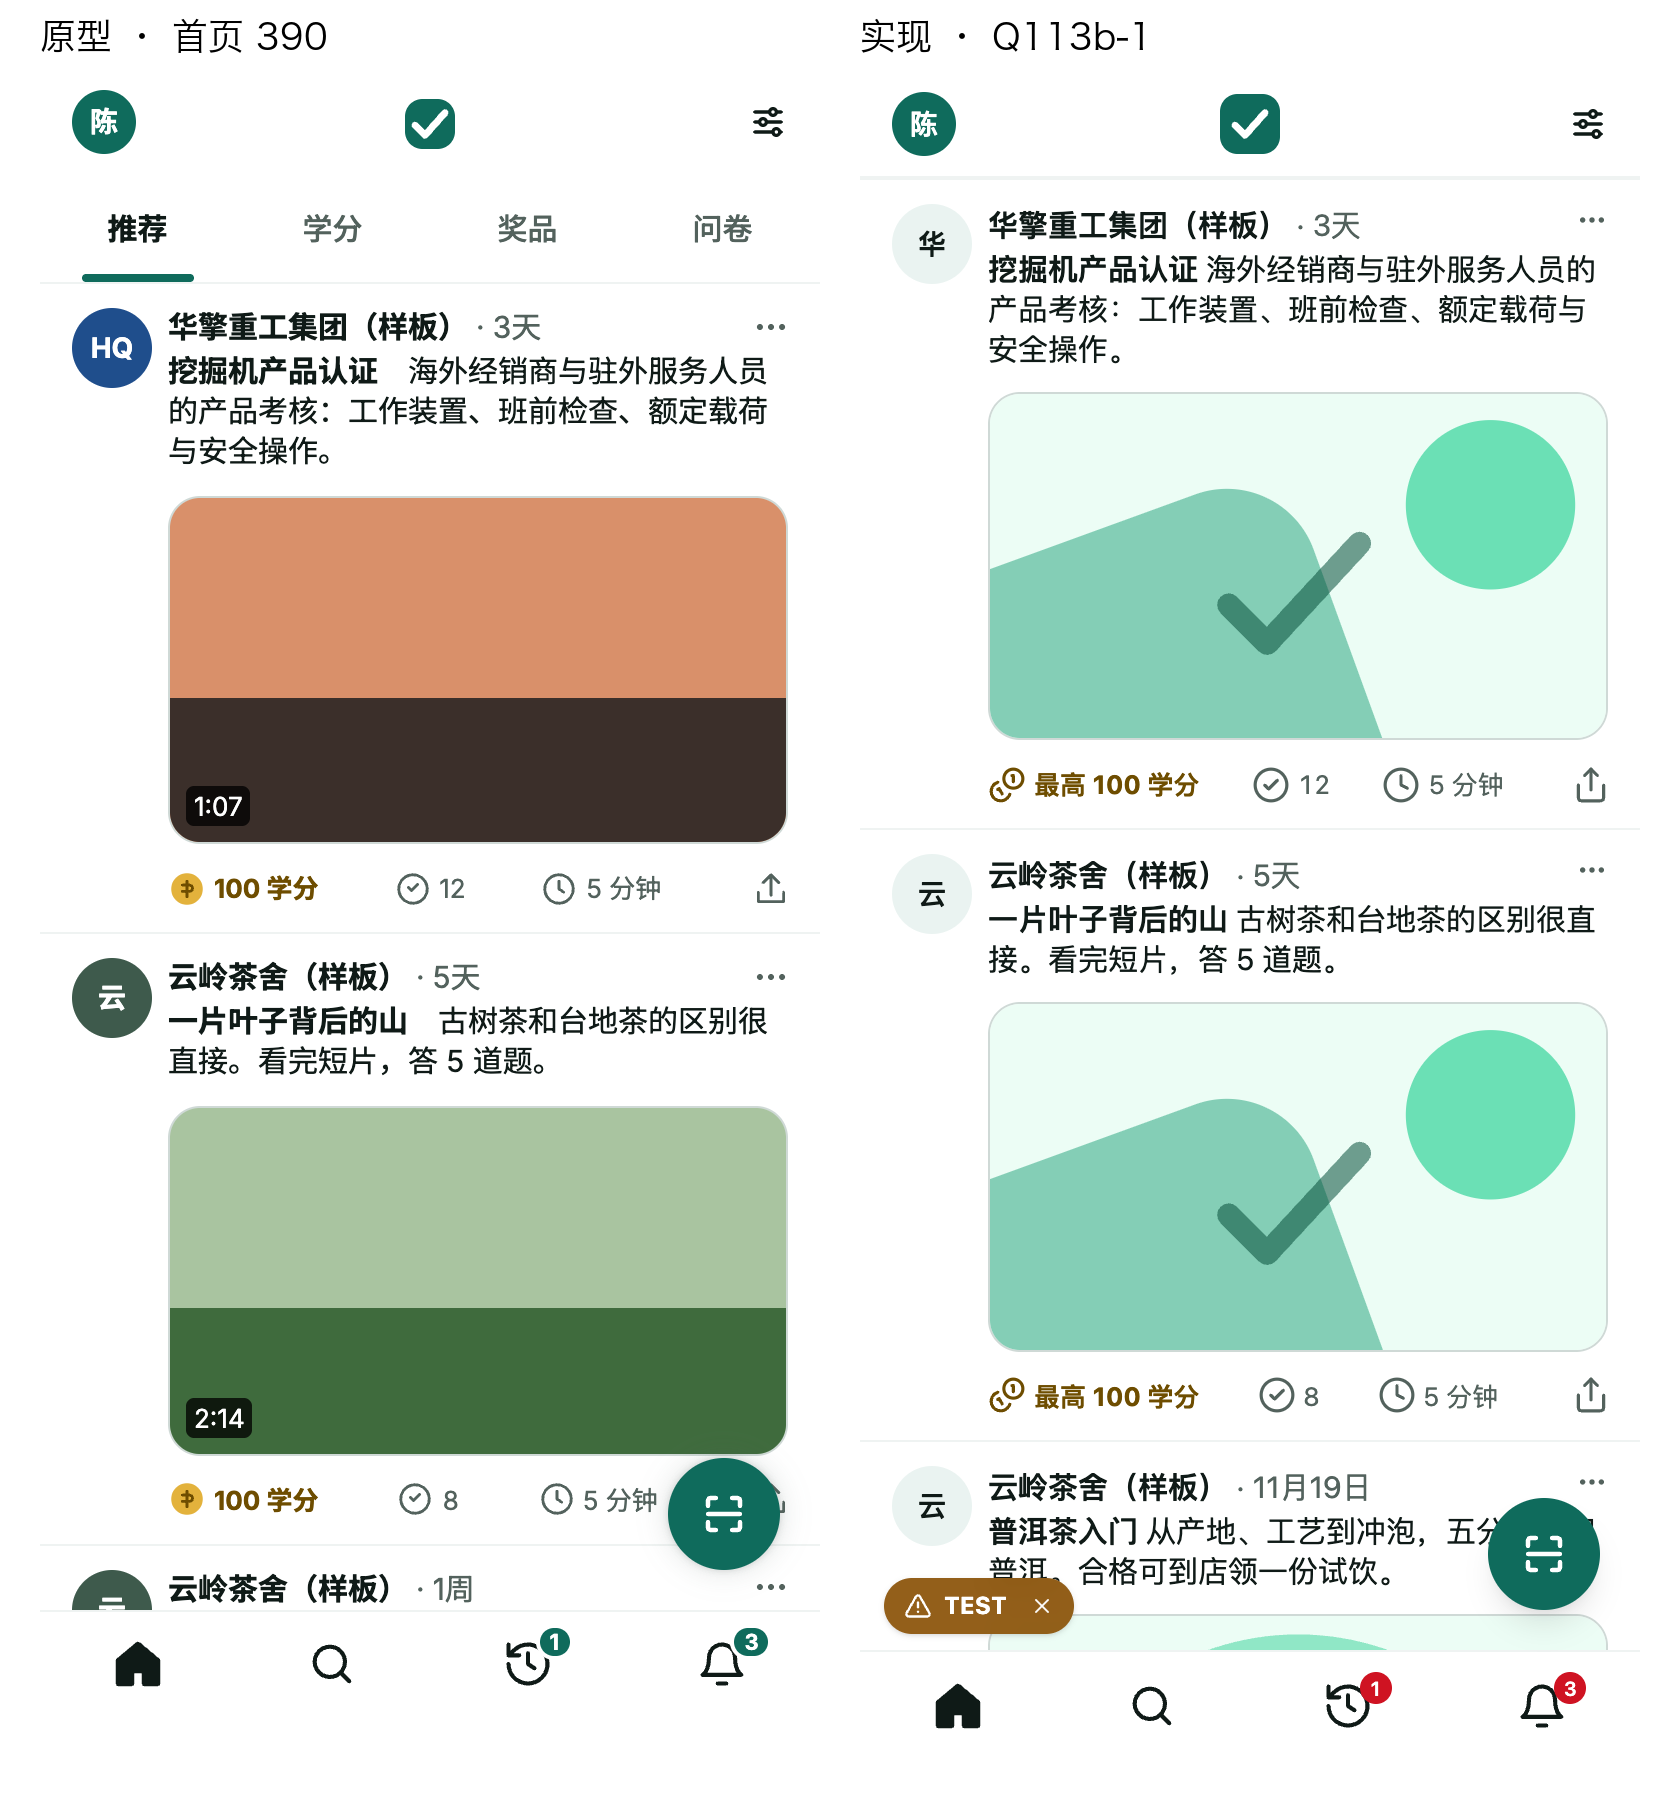 原型 · 首页 390
陈
推荐 学分 奖品 问卷
HQ
华擎重工集团（样板） · 3天
挖掘机产品认证 海外经销商与驻外服务人员
的产品考核：工作装置、班前检查、额定载荷
与安全操作。
1:07
100 学分 12 5 分钟
云
云岭茶舍（样板） · 5天
一片叶子背后的山 古树茶和台地茶的区别很
直接。看完短片，答 5 道题。
2:14
100 学分 8 5 分钟
云岭茶舍（样板） · 1周
1 3
实现 · Q113b-1
陈
华
华擎重工集团（样板） · 3天
挖掘机产品认证 海外经销商与驻外服务人员的
产品考核：工作装置、班前检查、额定载荷与
安全操作。
最高 100 学分 12 5 分钟
云
云岭茶舍（样板） · 5天
一片叶子背后的山 古树茶和台地茶的区别很直
接。看完短片，答 5 道题。
最高 100 学分 8 5 分钟
云
云岭茶舍（样板） · 11月19日
普洱茶入门 从产地、工艺到冲泡，五分
普洱。合格可到店领一份试饮。
TEST
1 3